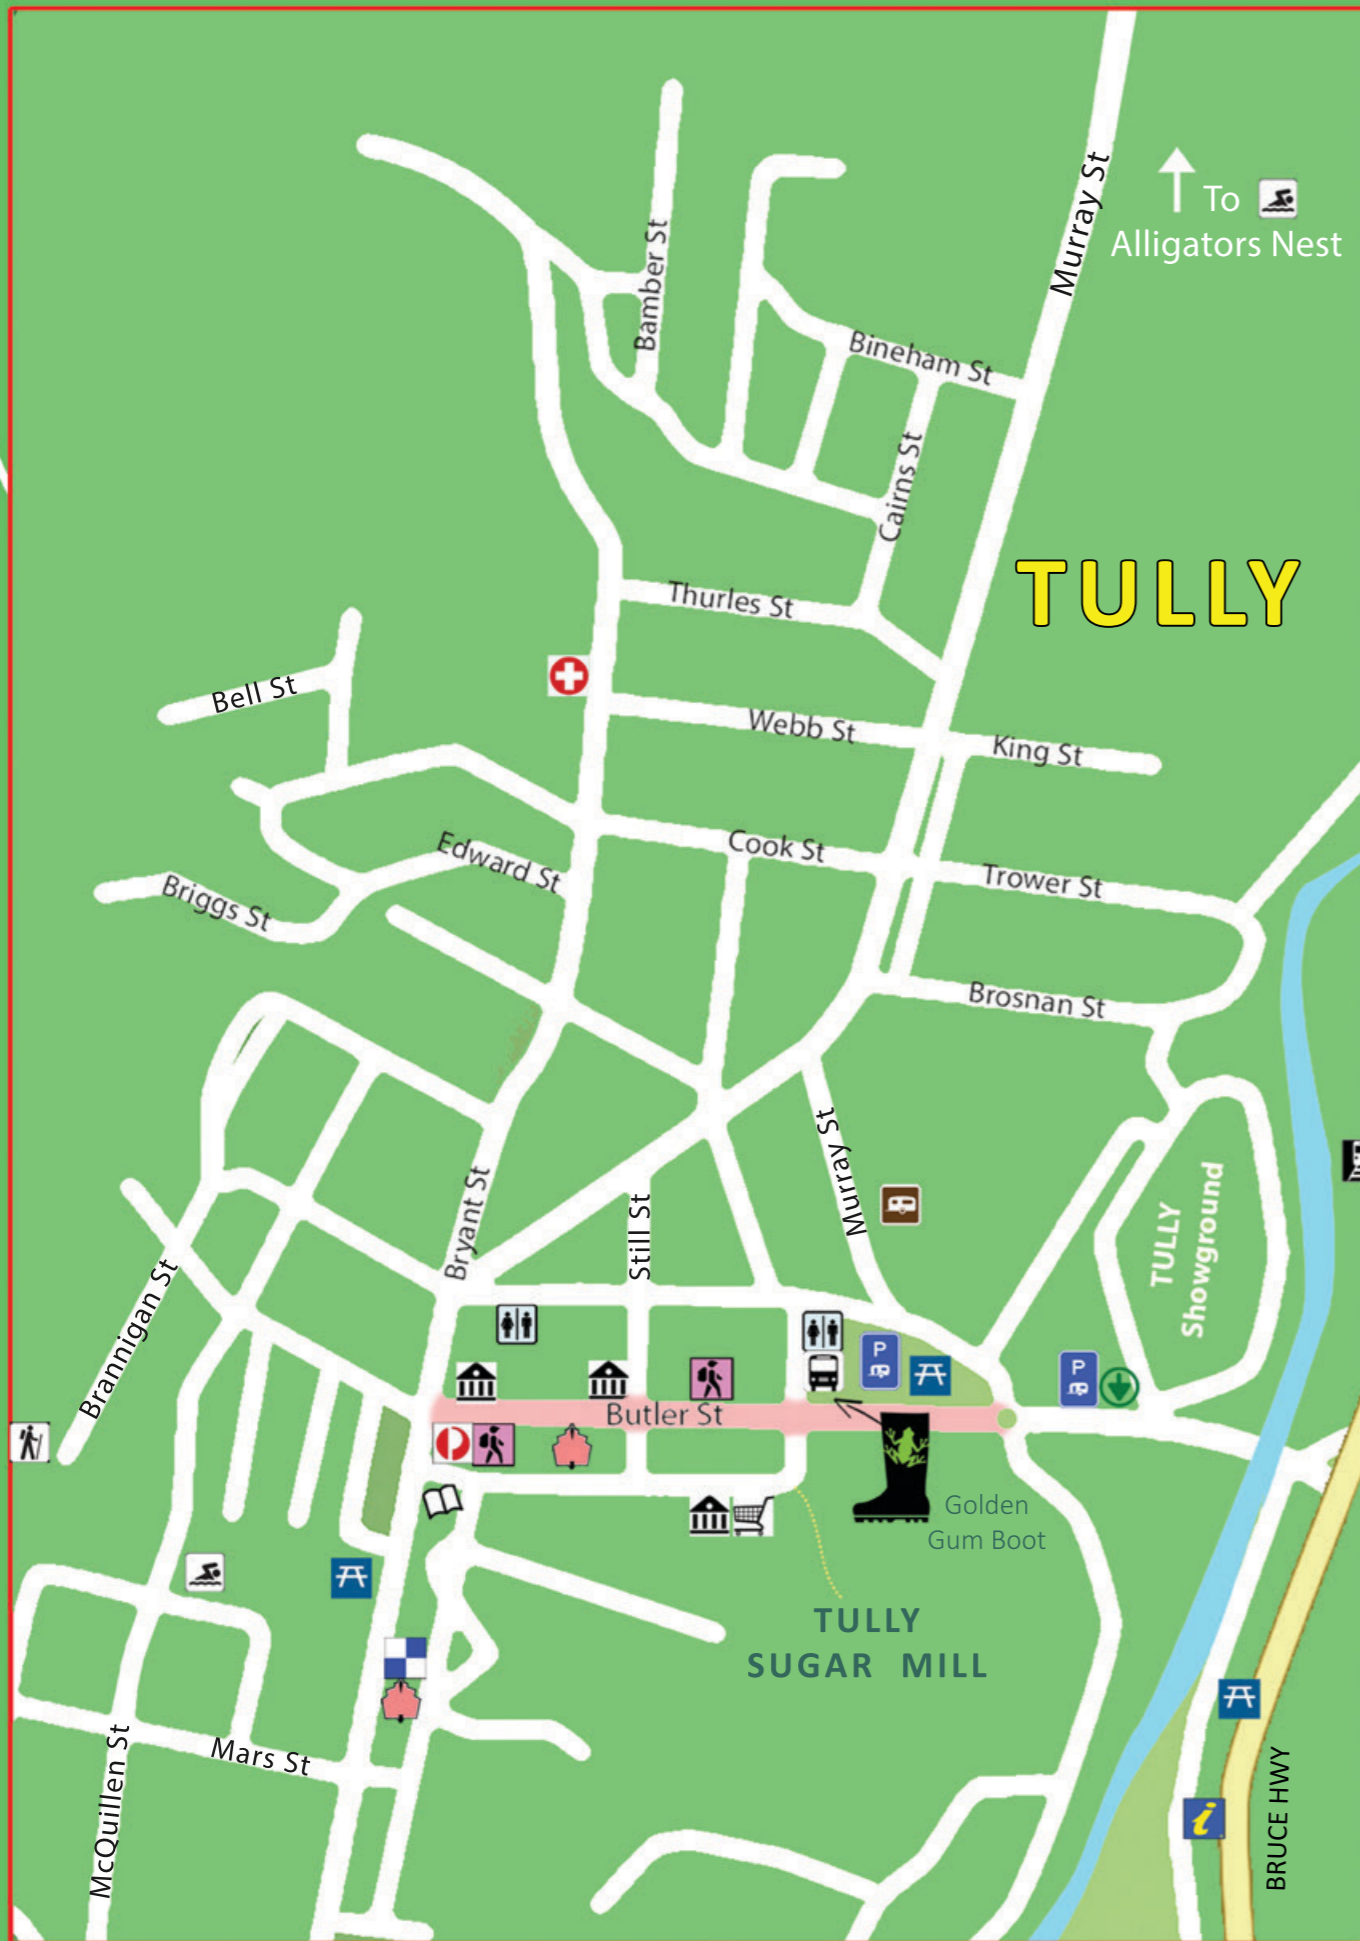 Murray St
To
Alligators Nest
Bamber St
Bineham St
Cairns St
TULLY
Thurles St
Bell St
Webb St
King St
Cook St
Edward St
Trower St
Briggs St
Brosnan St
Murray St
Bryant St
Still St
TULLY
Showground
Brannigan St
P
P
Butler St
Golden
Gum Boot
TULLY
SUGAR MILL
Mars St
McQuillen St
i
BRUCE HWY